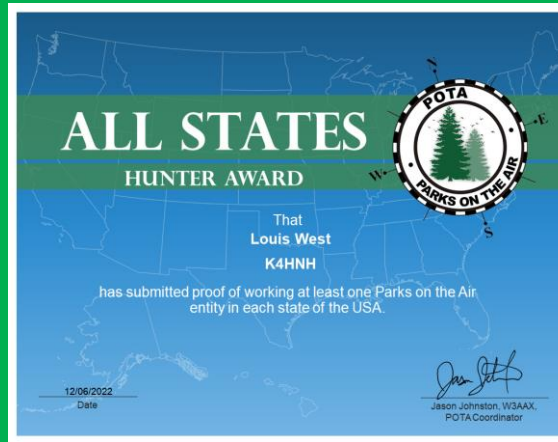 ALL STATES
HUNTER AWARD
POTA
PARKS ON THE AIR
N
E
W
S
That
Louis West
K4HNH
has submitted proof of working at least one Parks on the Air
entity in each state of the USA.
12/06/2022
Date
Jason Johnston, W3AAX,
POTA Coordinator